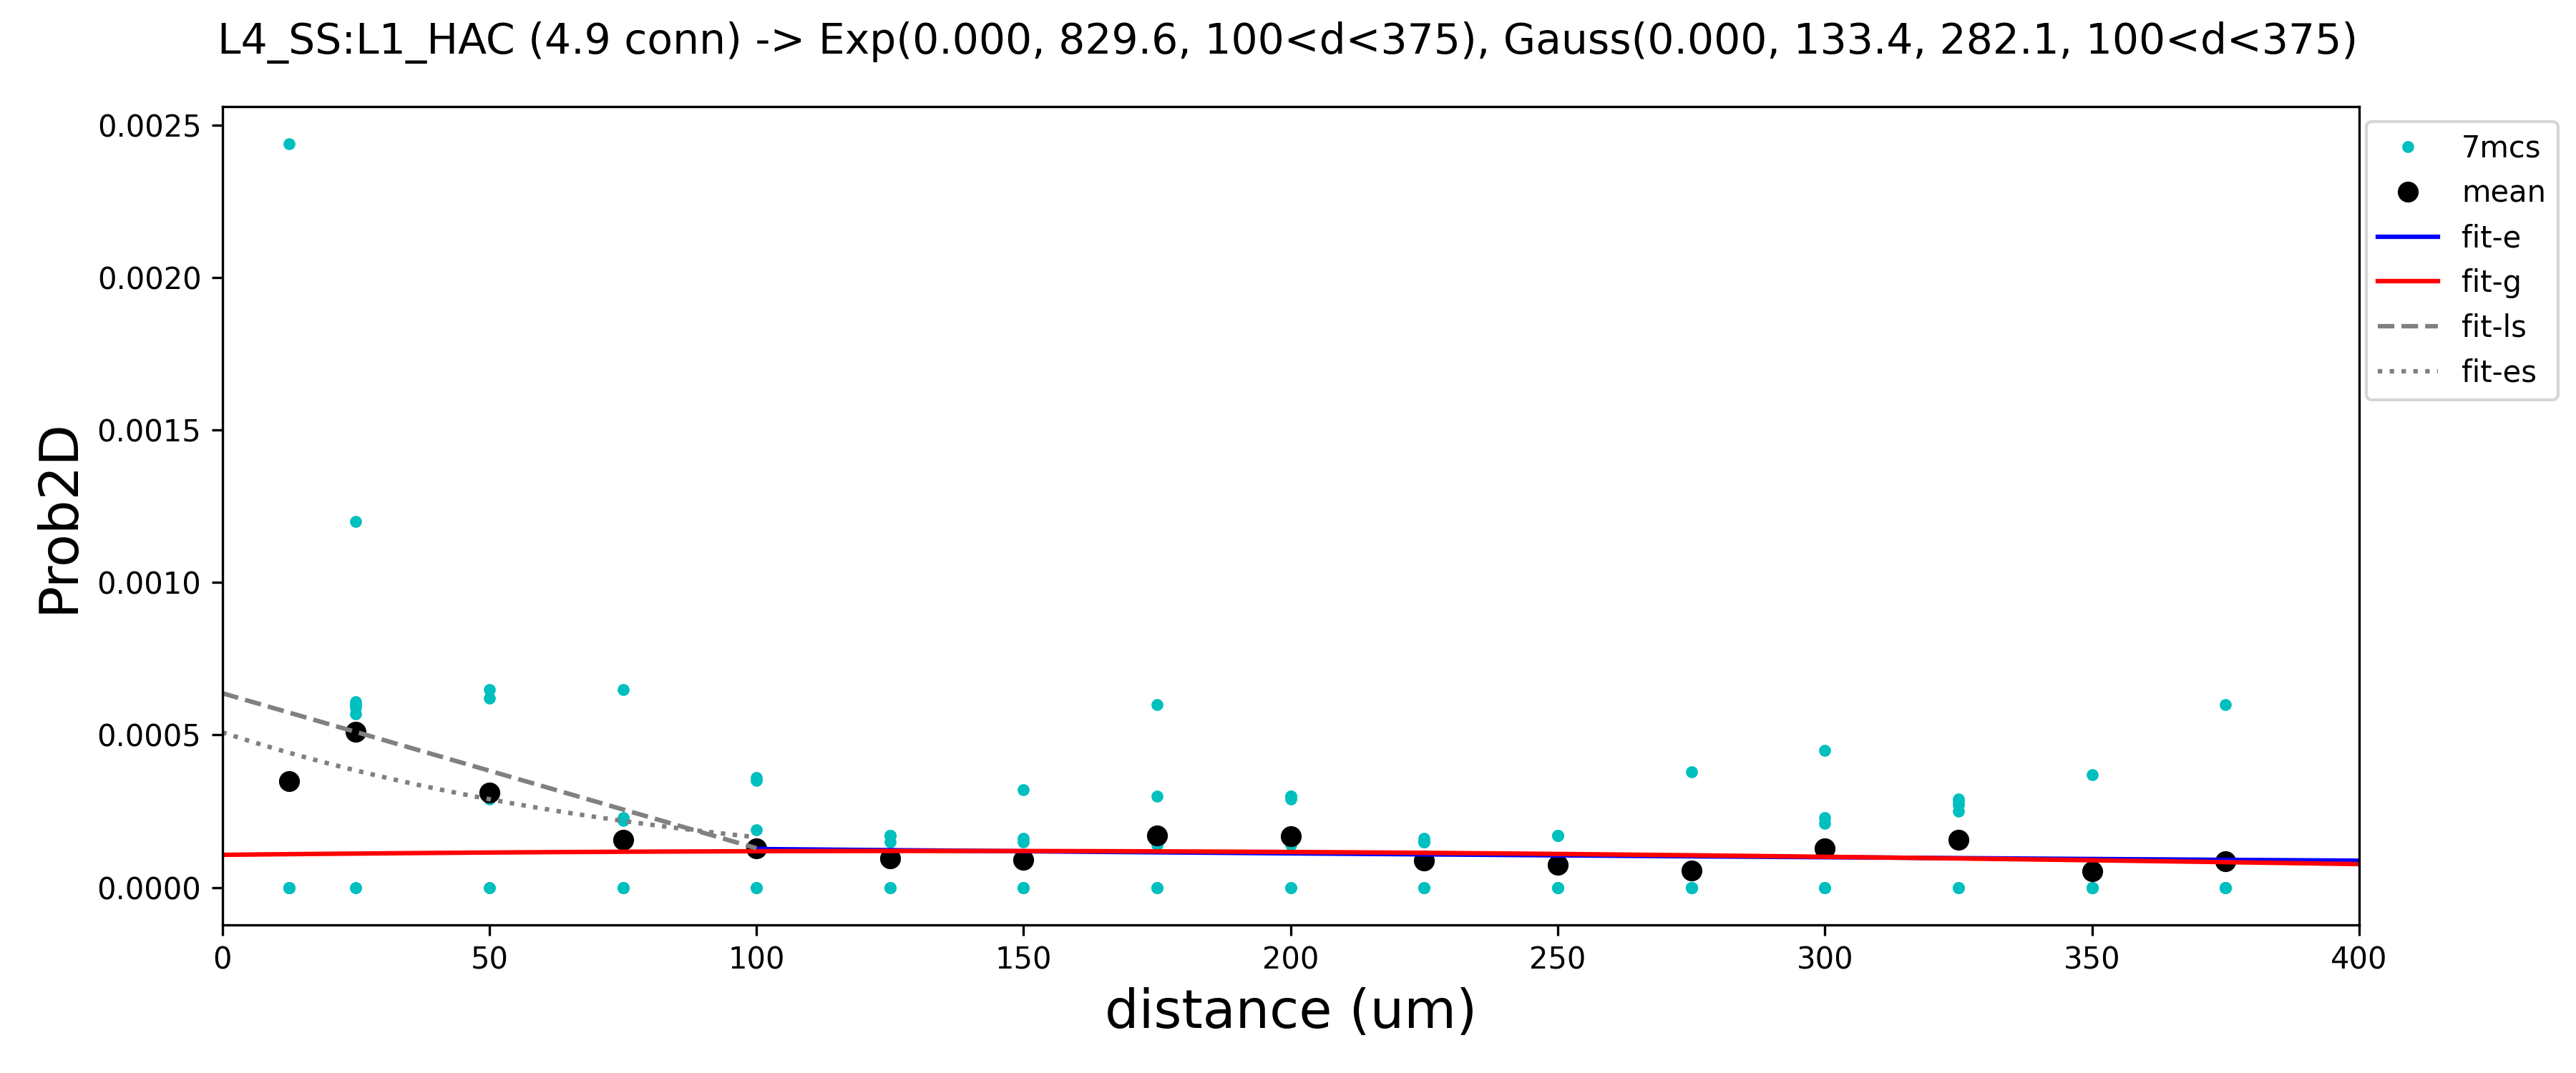 L4_SS:L1_HAC (4.9 conn) -> Exp(0.000, 829.6, 100<d<375), Gauss(0.000, 133.4, 282.1, 100<d<375)
0.0025
0.0020
0.0015
0.0010
0.0005
0.0000
Prob2D
0 50 100 150 200 250 300 350 400
distance (um)
7mcs
mean
fit-e
fit-g
fit-ls
fit-es